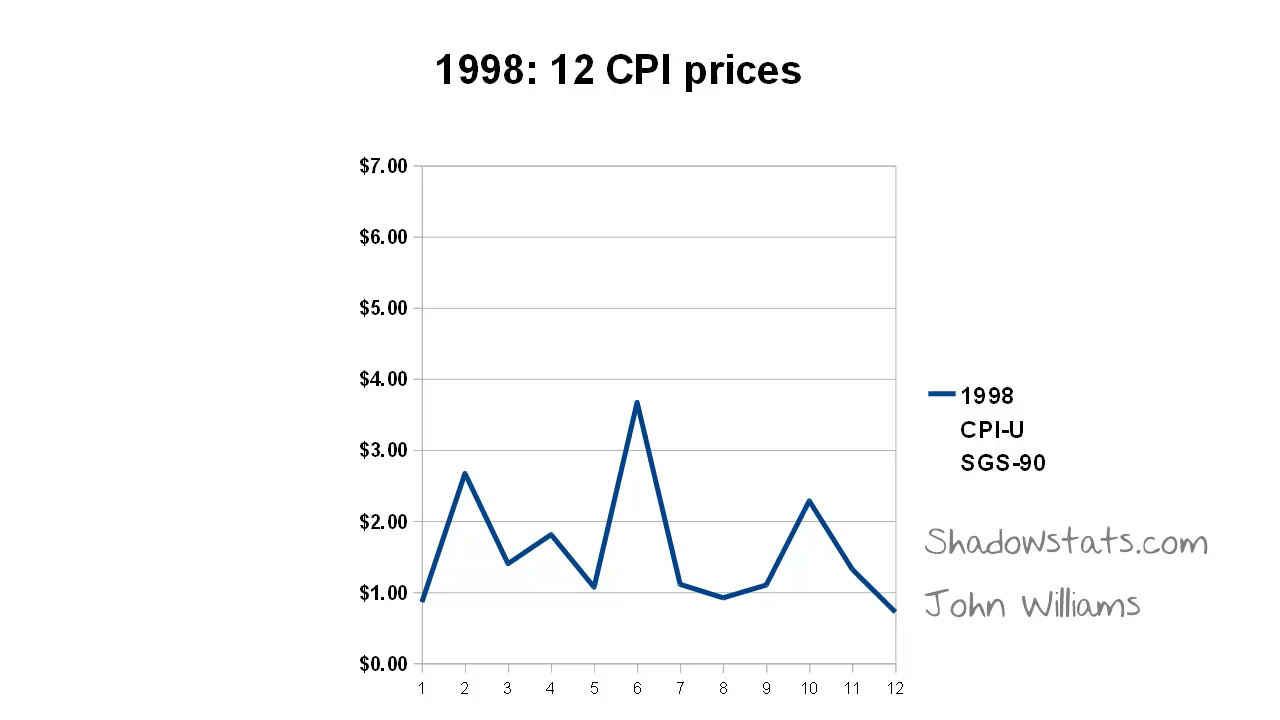 1998: 12 CPI prices
$7.00
$6.00
$5.00
$4.00
$3.00
$2.00
$1.00
$0.00
1 2 3 4 5 6 7 8 9 10 11 12
1998
CPI-U
SGS-90
Shadowstats.com
John Williams